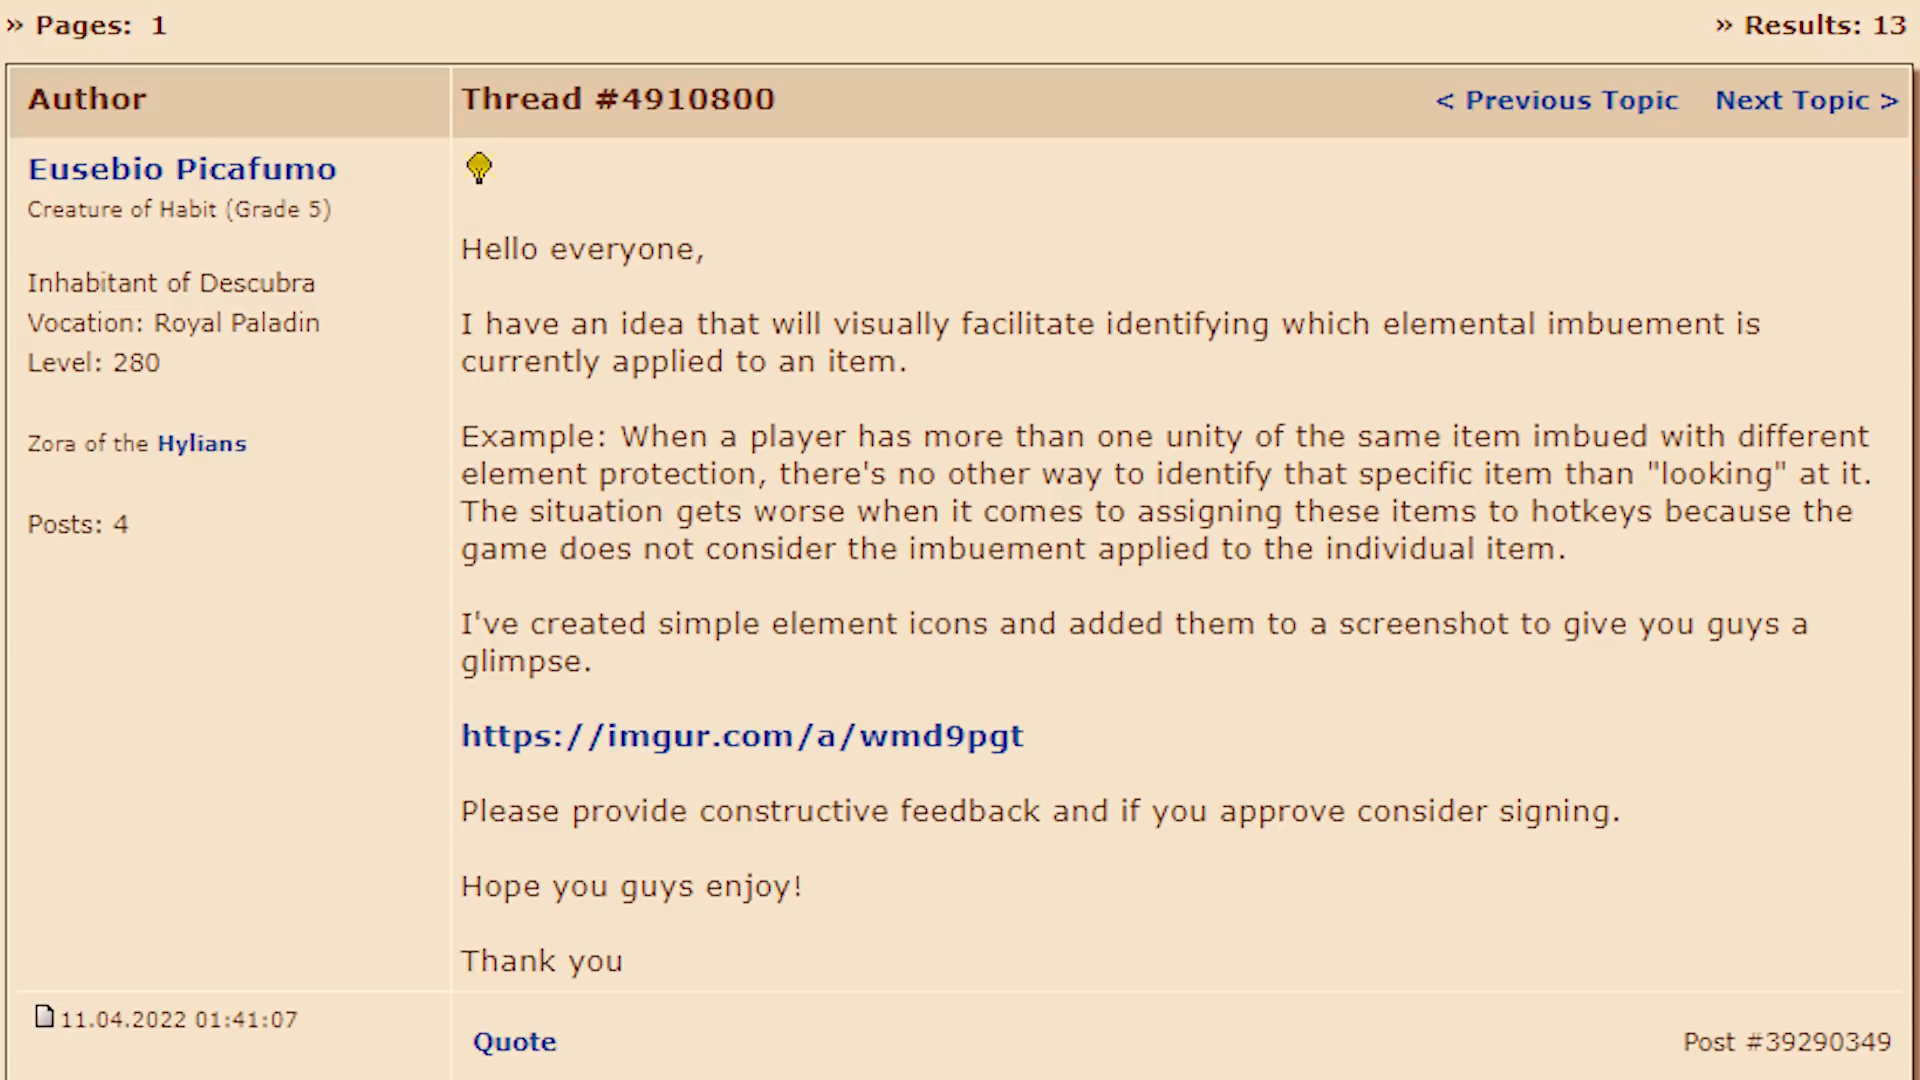 » Pages: 1
» Results: 13
Author
Thread #4910800
< Previous Topic
Next Topic >
Eusebio Picafumo
Creature of Habit (Grade 5)
Inhabitant of Descubra
Vocation: Royal Paladin
Level: 280
Zora of the Hylians
Posts: 4
Hello everyone,
I have an idea that will visually facilitate identifying which elemental imbuement is
currently applied to an item.
Example: When a player has more than one unity of the same item imbued with different
element protection, there's no other way to identify that specific item than "looking" at it.
The situation gets worse when it comes to assigning these items to hotkeys because the
game does not consider the imbuement applied to the individual item.
I've created simple element icons and added them to a screenshot to give you guys a
glimpse.
https://imgur.com/a/wmd9pgt
Please provide constructive feedback and if you approve consider signing.
Hope you guys enjoy!
Thank you
11.04.2022 01:41:07
Quote
Post #39290349